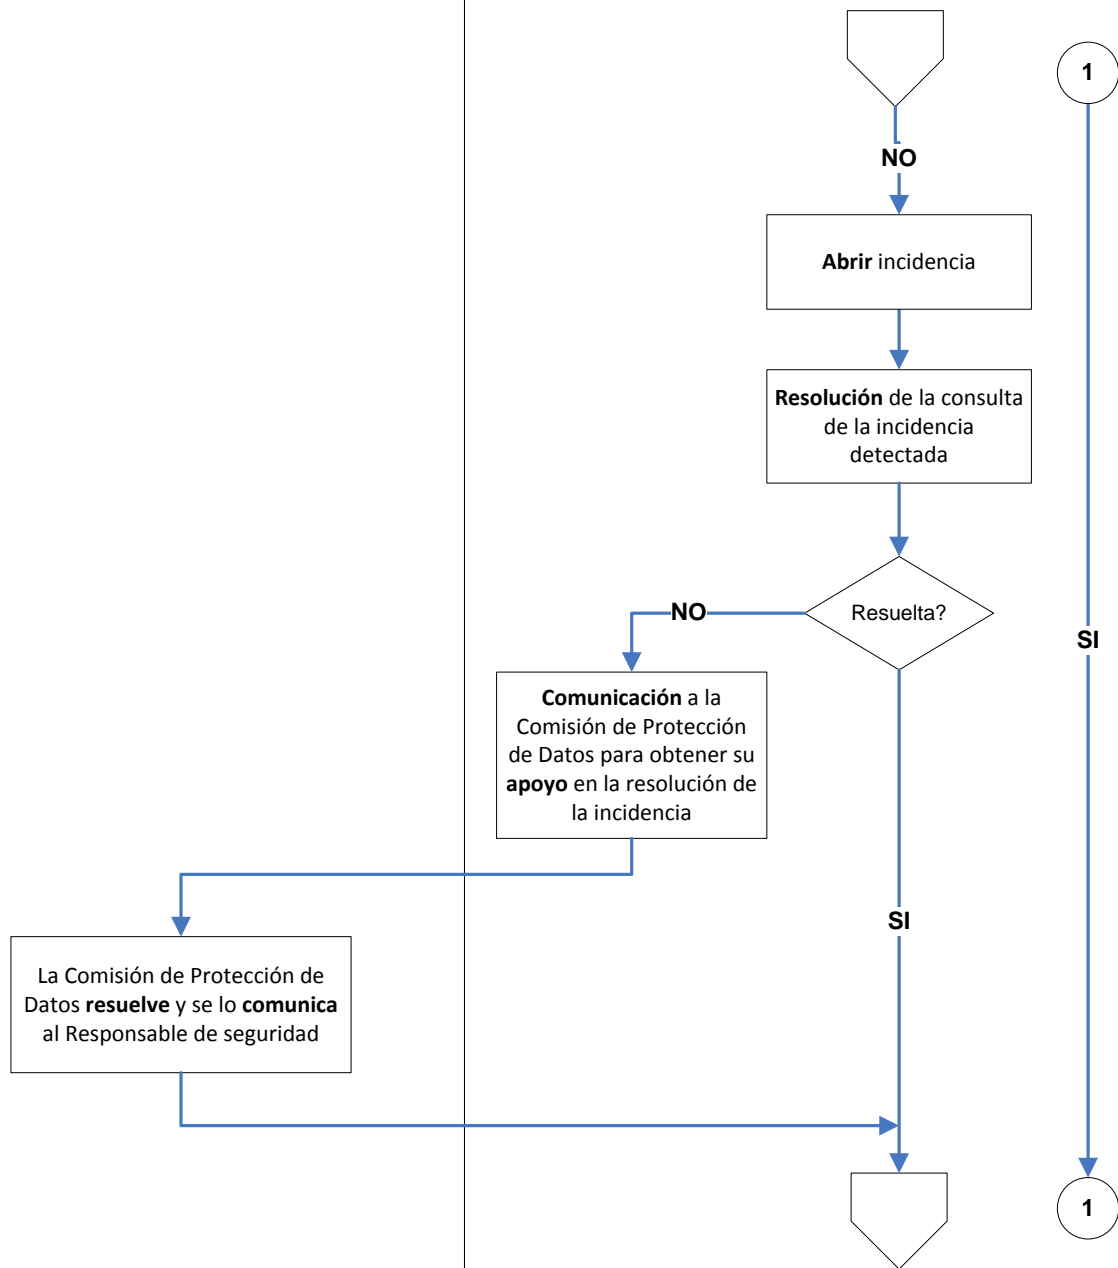 1
NO
Abrir incidencia
Resolución de la consulta
de la incidencia
detectada
Resuelta?
NO
SI
Comunicación a la
Comisión de Protección
de Datos para obtener su
apoyo en la resolución de
la incidencia
SI
La Comisión de Protección de
Datos resuelve y se lo comunica
al Responsable de seguridad
1